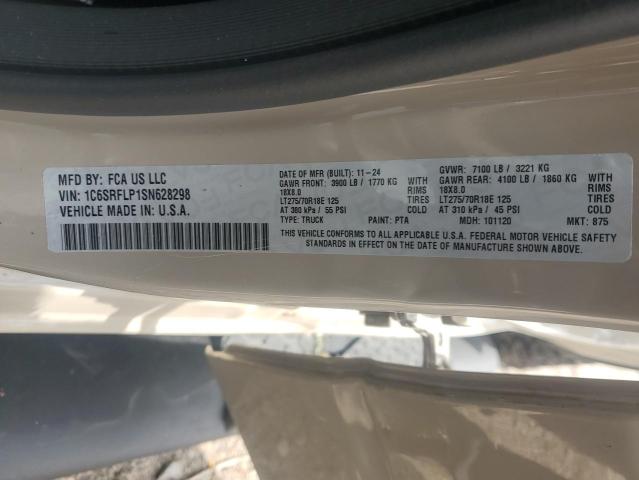 MFD BY: FCA US LLC
VIN: 1C6SRFLP1SN628298
VEHICLE MADE IN U.S.A.
DATE OF MFR (BUILT): 11-24
GVWR: 7100 LB / 3221 KG
GAWR FRONT: 3900 LB / 1770 KG
GAWR REAR: 4100 LB / 1860 KG
18X8.0 RIMS
18X8.0 RIMS
LT275/70R18E 125 TIRES
LT275/70R18E 125 TIRES
AT 380 kPa / 55 PSI COLD
AT 310 kPa / 45 PSI COLD
TYPE: TRUCK PAINT: PTA MDH: 101120 MKT: 875
THIS VEHICLE CONFORMS TO ALL APPLICABLE U.S.A. FEDERAL MOTOR VEHICLE SAFETY
STANDARDS IN EFFECT ON THE DATE OF MANUFACTURE SHOWN ABOVE.